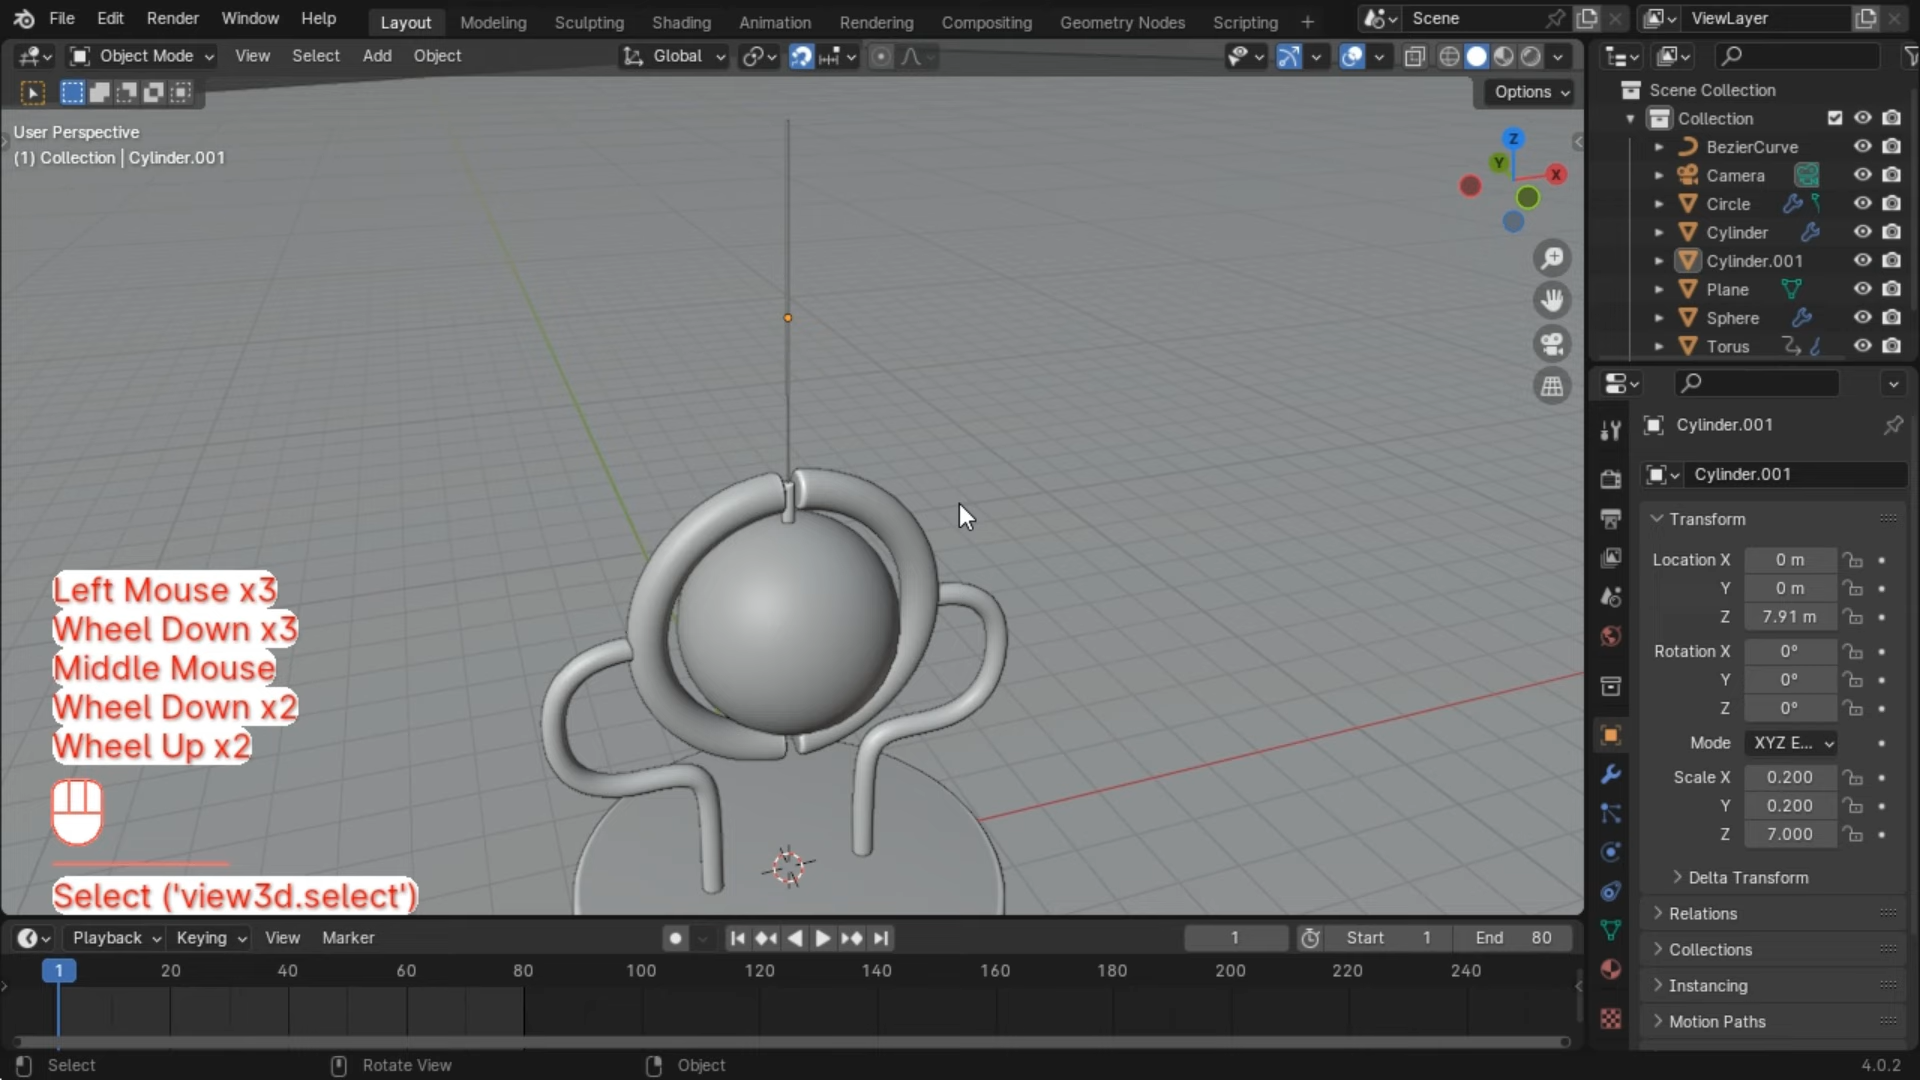 File Edit Render Window Help Layout Modeling Sculpting Shading Animation Rendering Compositing Geometry Nodes Scripting + Scene ViewLayer
Object Mode View Select Add Object Global
Options
User Perspective
(1) Collection | Cylinder.001
Z
Y
X
Scene Collection
Collection
BezierCurve
Camera
Circle
Cylinder
Cylinder.001
Plane
Sphere
Torus
Cylinder.001
Cylinder.001
Transform
Location X 0 m
Y 0 m
Z 7.91 m
Rotation X 0°
Y 0°
Z 0°
Mode XYZ E...
Scale X 0.200
Y 0.200
Z 7.000
Delta Transform
Relations
Collections
Instancing
Motion Paths
Left Mouse x3
Wheel Down x3
Middle Mouse
Wheel Down x2
Wheel Up x2
Select ('view3d.select')
Playback Keying View Marker 1 Start 1 End 80
1 20 40 60 80 100 120 140 160 180 200 220 240
Select Rotate View Object 4.0.2